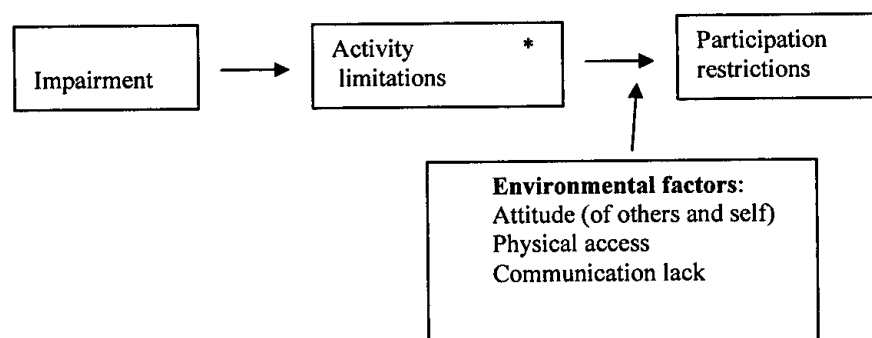 Impairment
Activity *
limitations
Participation
restrictions
Environmental factors:
Attitude (of others and self)
Physical access
Communication lack